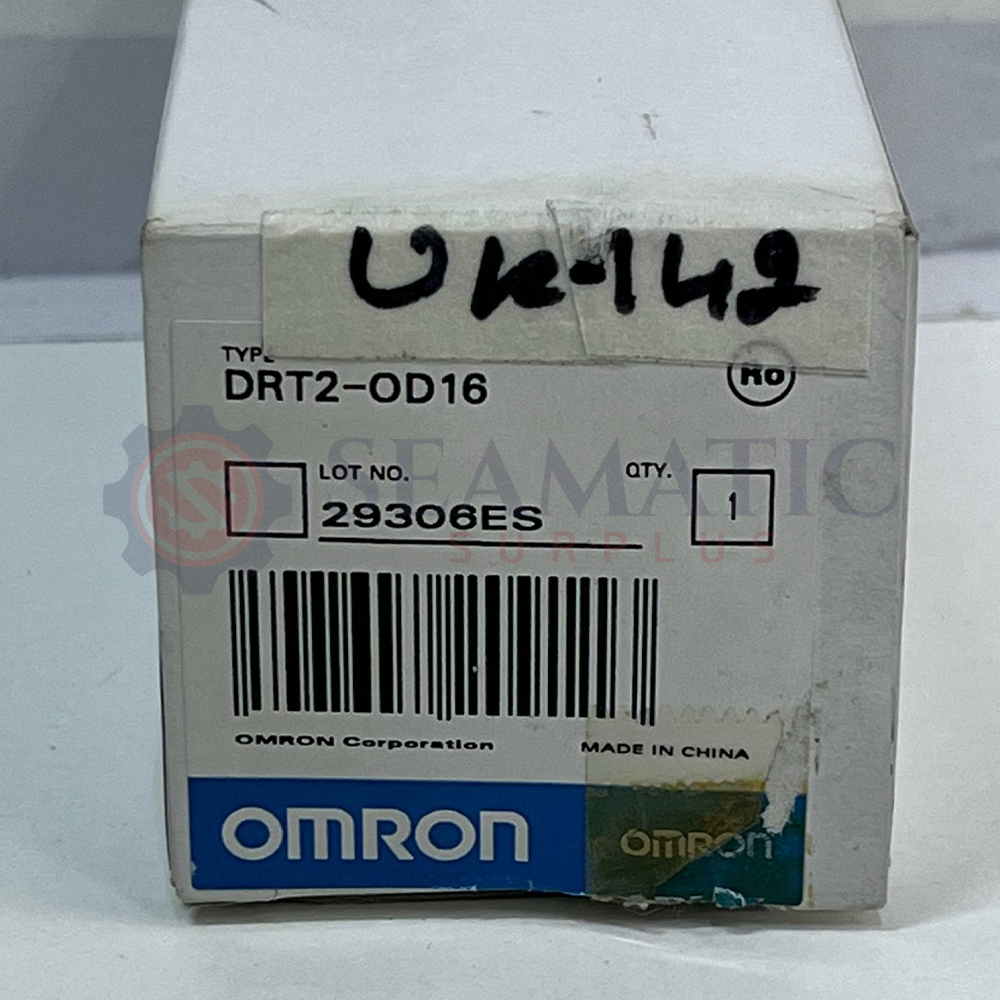 UK-142
TYPE
DRT2-OD16
LOT NO.
29306ES
QTY.
1
SEAMATIC
SURPLUS
OMRON Corporation
MADE IN CHINA
OMRON
OMRON